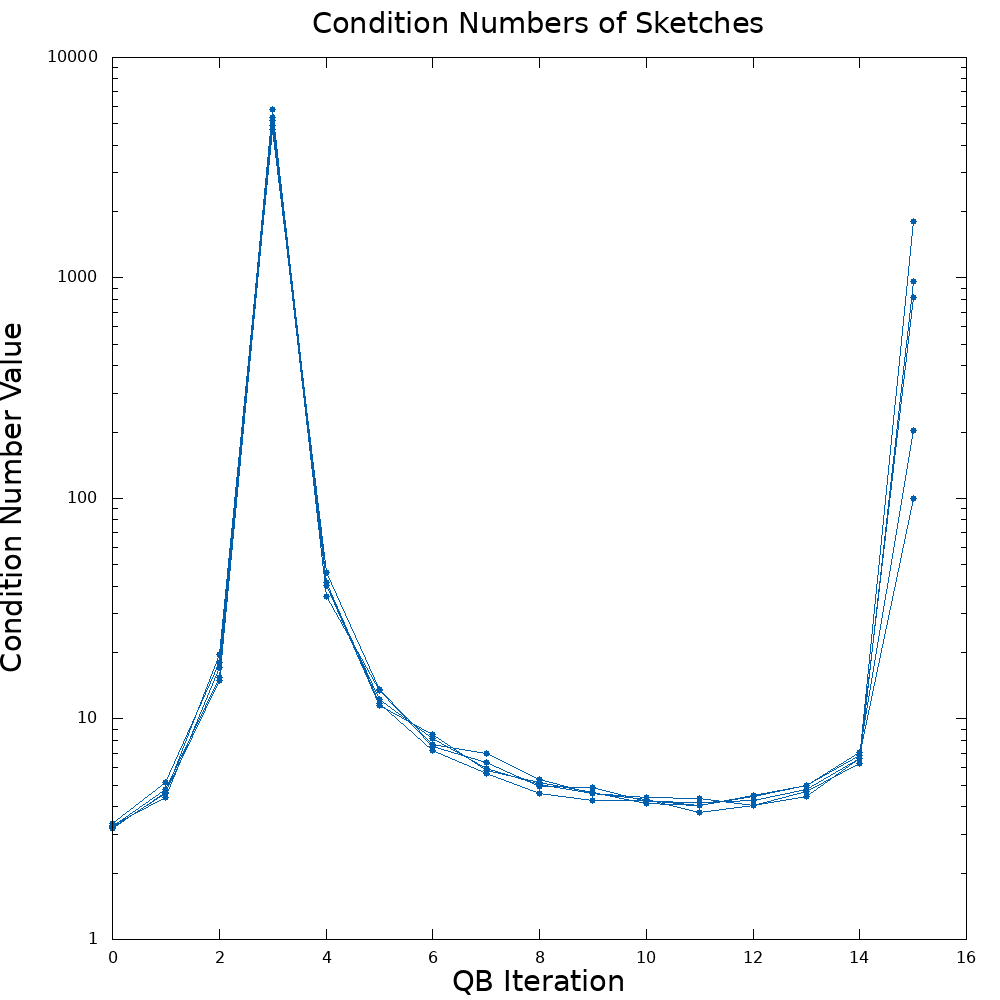 Condition Numbers of Sketches
10000
1000
100
10
1
Condition Number Value
0 2 4 6 8 10 12 14 16
QB Iteration